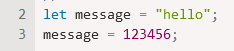 2 let message = "hello";
3 message = 123456;